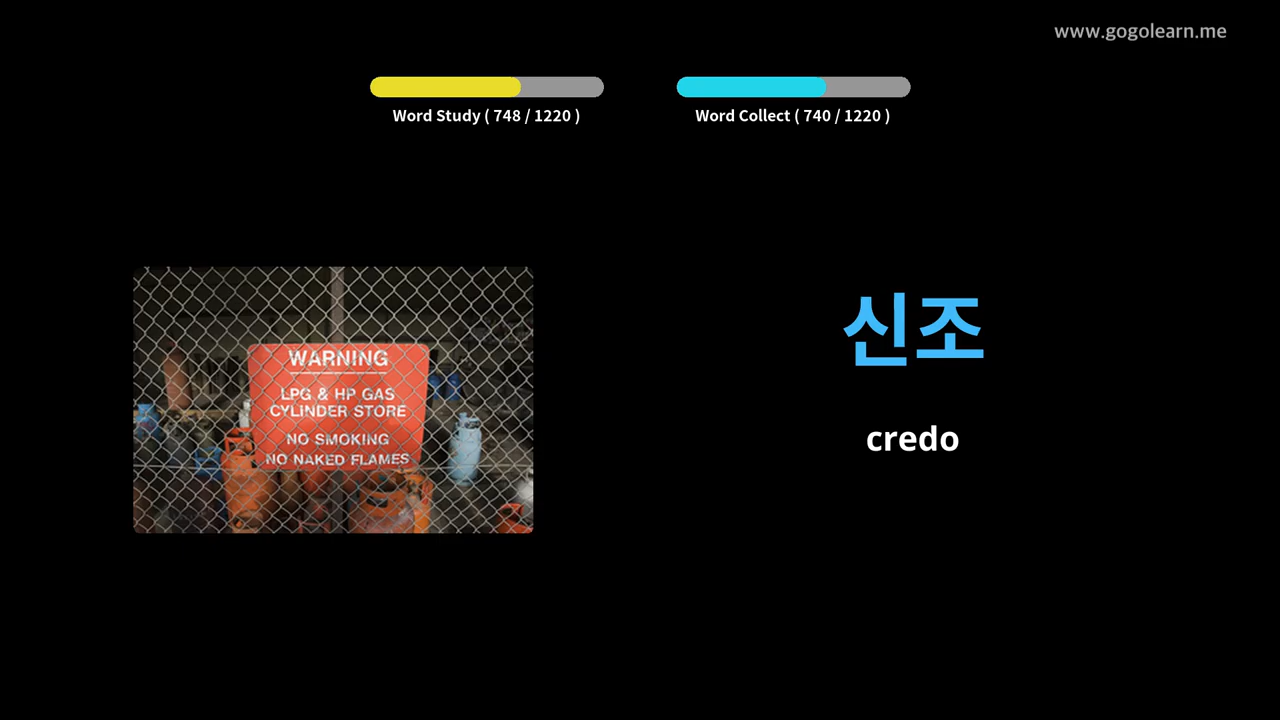 www.gogolearn.me
Word Study ( 748 / 1220 )
Word Collect ( 740 / 1220 )
WARNING
LPG & HP GAS
CYLINDER STORE
NO SMOKING
NO NAKED FLAMES
신조
credo